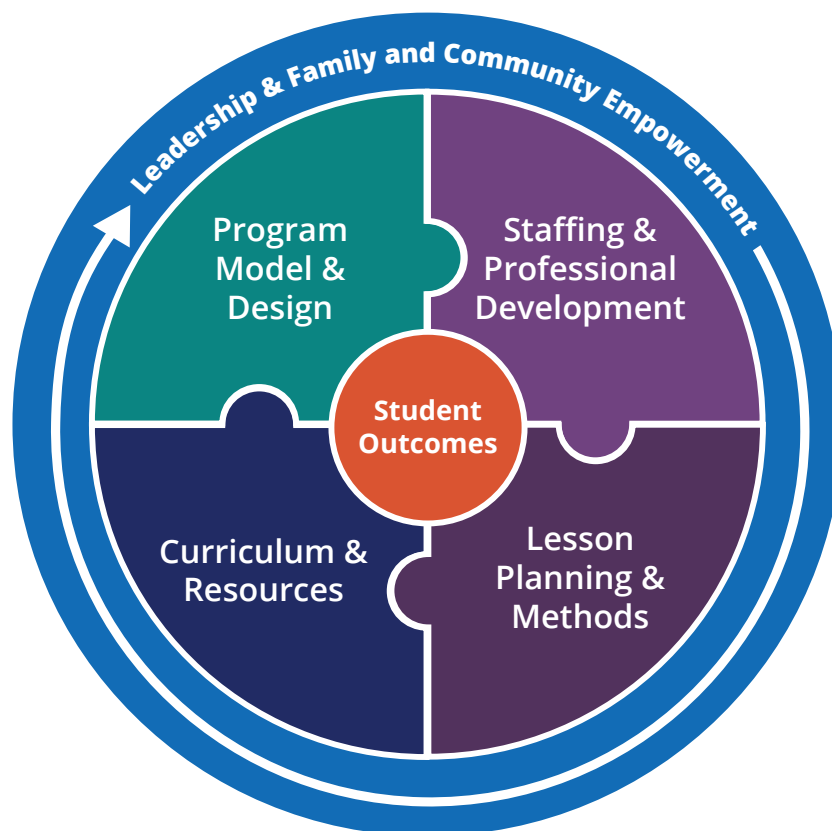 Leadership & Family and Community Empowerment
Program
Model &
Design
Staffing &
Professional
Development
Student
Outcomes
Curriculum &
Resources
Lesson
Planning &
Methods